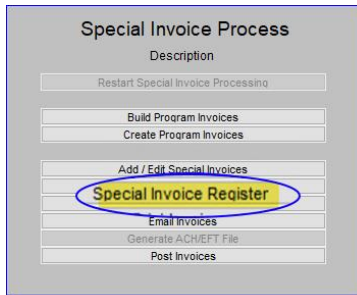 Special Invoice Process
Description
Restart Special Invoice Processing
Build Program Invoices
Create Program Invoices
Add / Edit Special Invoices
Special Invoice Register
Email Invoices
Generate ACH/EFT File
Post Invoices